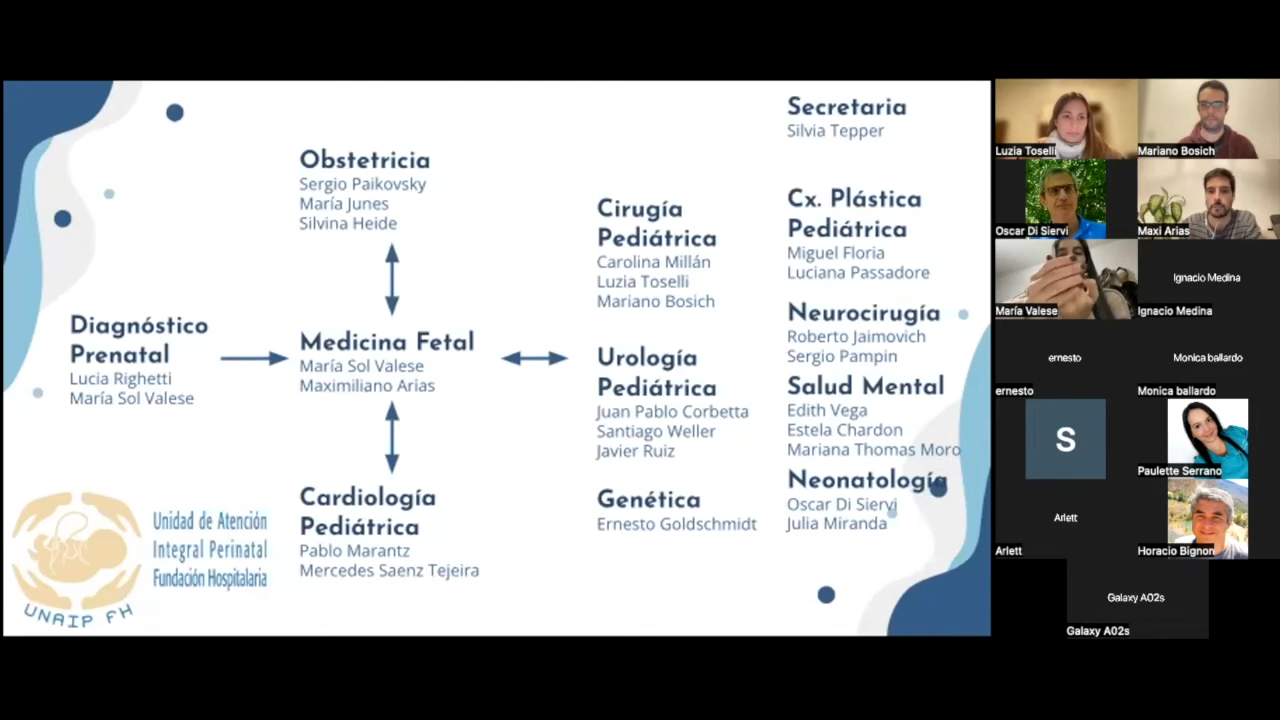 Secretaria
Silvia Tepper
Obstetricia
Sergio Paikovsky
María Junes
Silvina Heide
Cirugía
Pediátrica
Carolina Millán
Luzia Toselli
Mariano Bosich
Cx. Plástica
Pediátrica
Miguel Floria
Luciana Passadore
Diagnóstico
Prenatal
Lucia Righetti
María Sol Valese
Medicina Fetal
María Sol Valese
Maximiliano Arias
Urología
Pediátrica
Juan Pablo Corbetta
Santiago Weller
Javier Ruiz
Neurocirugía
Roberto Jaimovich
Sergio Pampin
Salud Mental
Edith Vega
Estela Chardon
Mariana Thomas Moro
Neonatología
Oscar Di Siervi
Julia Miranda
Genética
Ernesto Goldschmidt
Cardiología
Pediátrica
Pablo Marantz
Mercedes Saenz Tejeira
Unidad de Atención
Integral Perinatal
Fundación Hospitalaria
UNAIP FH
Luzia Toselli
Mariano Bosich
Oscar Di Siervi
Maxi Arias
María Valese
Ignacio Medina
Ignacio Medina
ernesto
ernesto
Monica ballardo
Monica ballardo
S
Paulette Serrano
Arlett
Arlett
Horacio Bignon
Galaxy A02s
Galaxy A02s